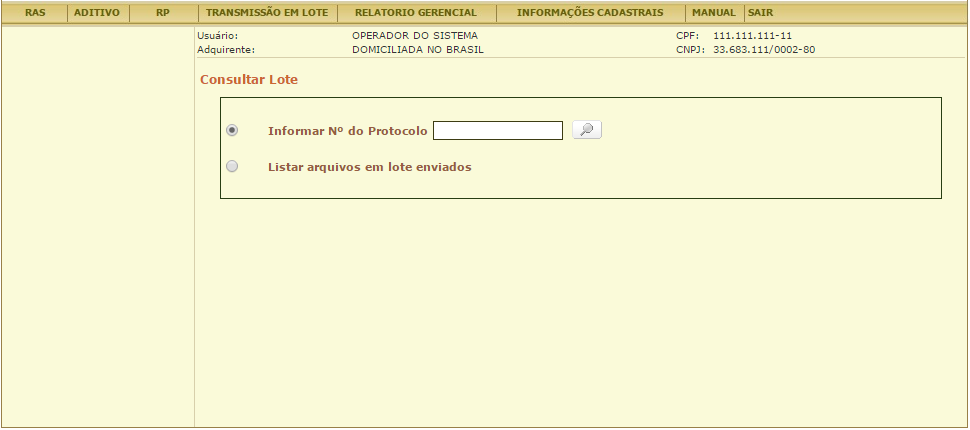 RAS ADITIVO RP TRANSMISSÃO EM LOTE RELATORIO GERENCIAL INFORMAÇÕES CADASTRAIS MANUAL SAIR
Usuário: OPERADOR DO SISTEMA CPF: 111.111.111-11
Adquirente: DOMICILIADA NO BRASIL CNPJ: 33.683.111/0002-80
Consultar Lote
Informar Nº do Protocolo
Listar arquivos em lote enviados